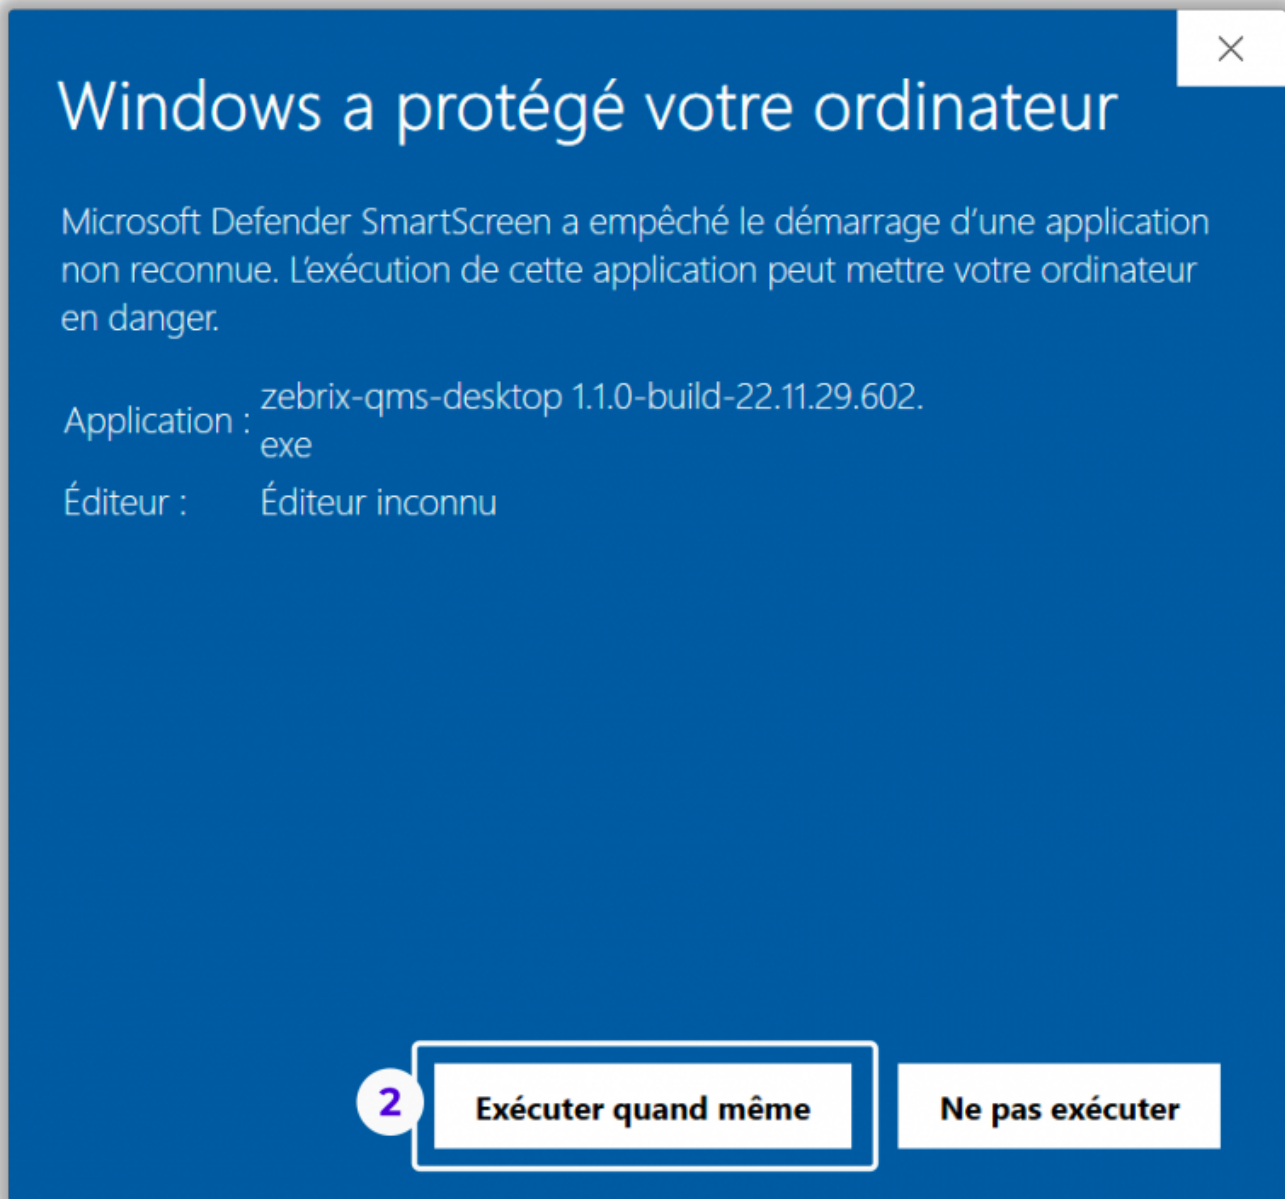 Windows a protégé votre ordinateur
Microsoft Defender SmartScreen a empêché le démarrage d’une application
non reconnue. L’exécution de cette application peut mettre votre ordinateur
en danger.
Application : zebrix-qms-desktop 1.1.0-build-22.11.29.602.
exe
Éditeur : Éditeur inconnu
2
Exécuter quand même
Ne pas exécuter